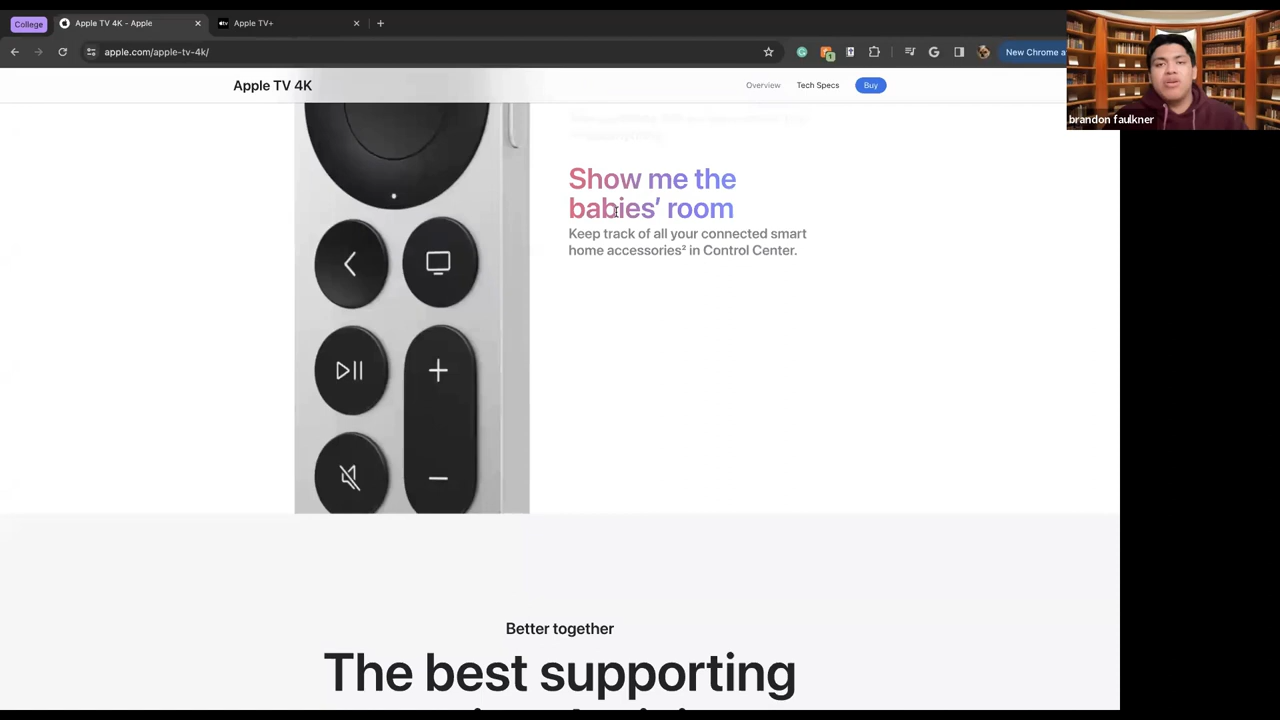 College
Apple TV 4K - Apple
Apple TV+
apple.com/apple-tv-4k/
New Chrome a
brandon faulkner
Apple TV 4K
Overview
Tech Specs
Buy
Show me the
babies’ room
Keep track of all your connected smart
home accessories² in Control Center.
Better together
The best supporting